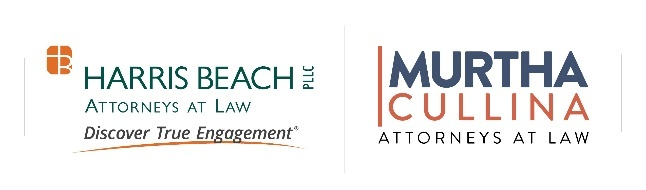 HARRIS BEACH PLLC
ATTORNEYS AT LAW
Discover True Engagement®
MURTHA
CULLINA
ATTORNEYS AT LAW